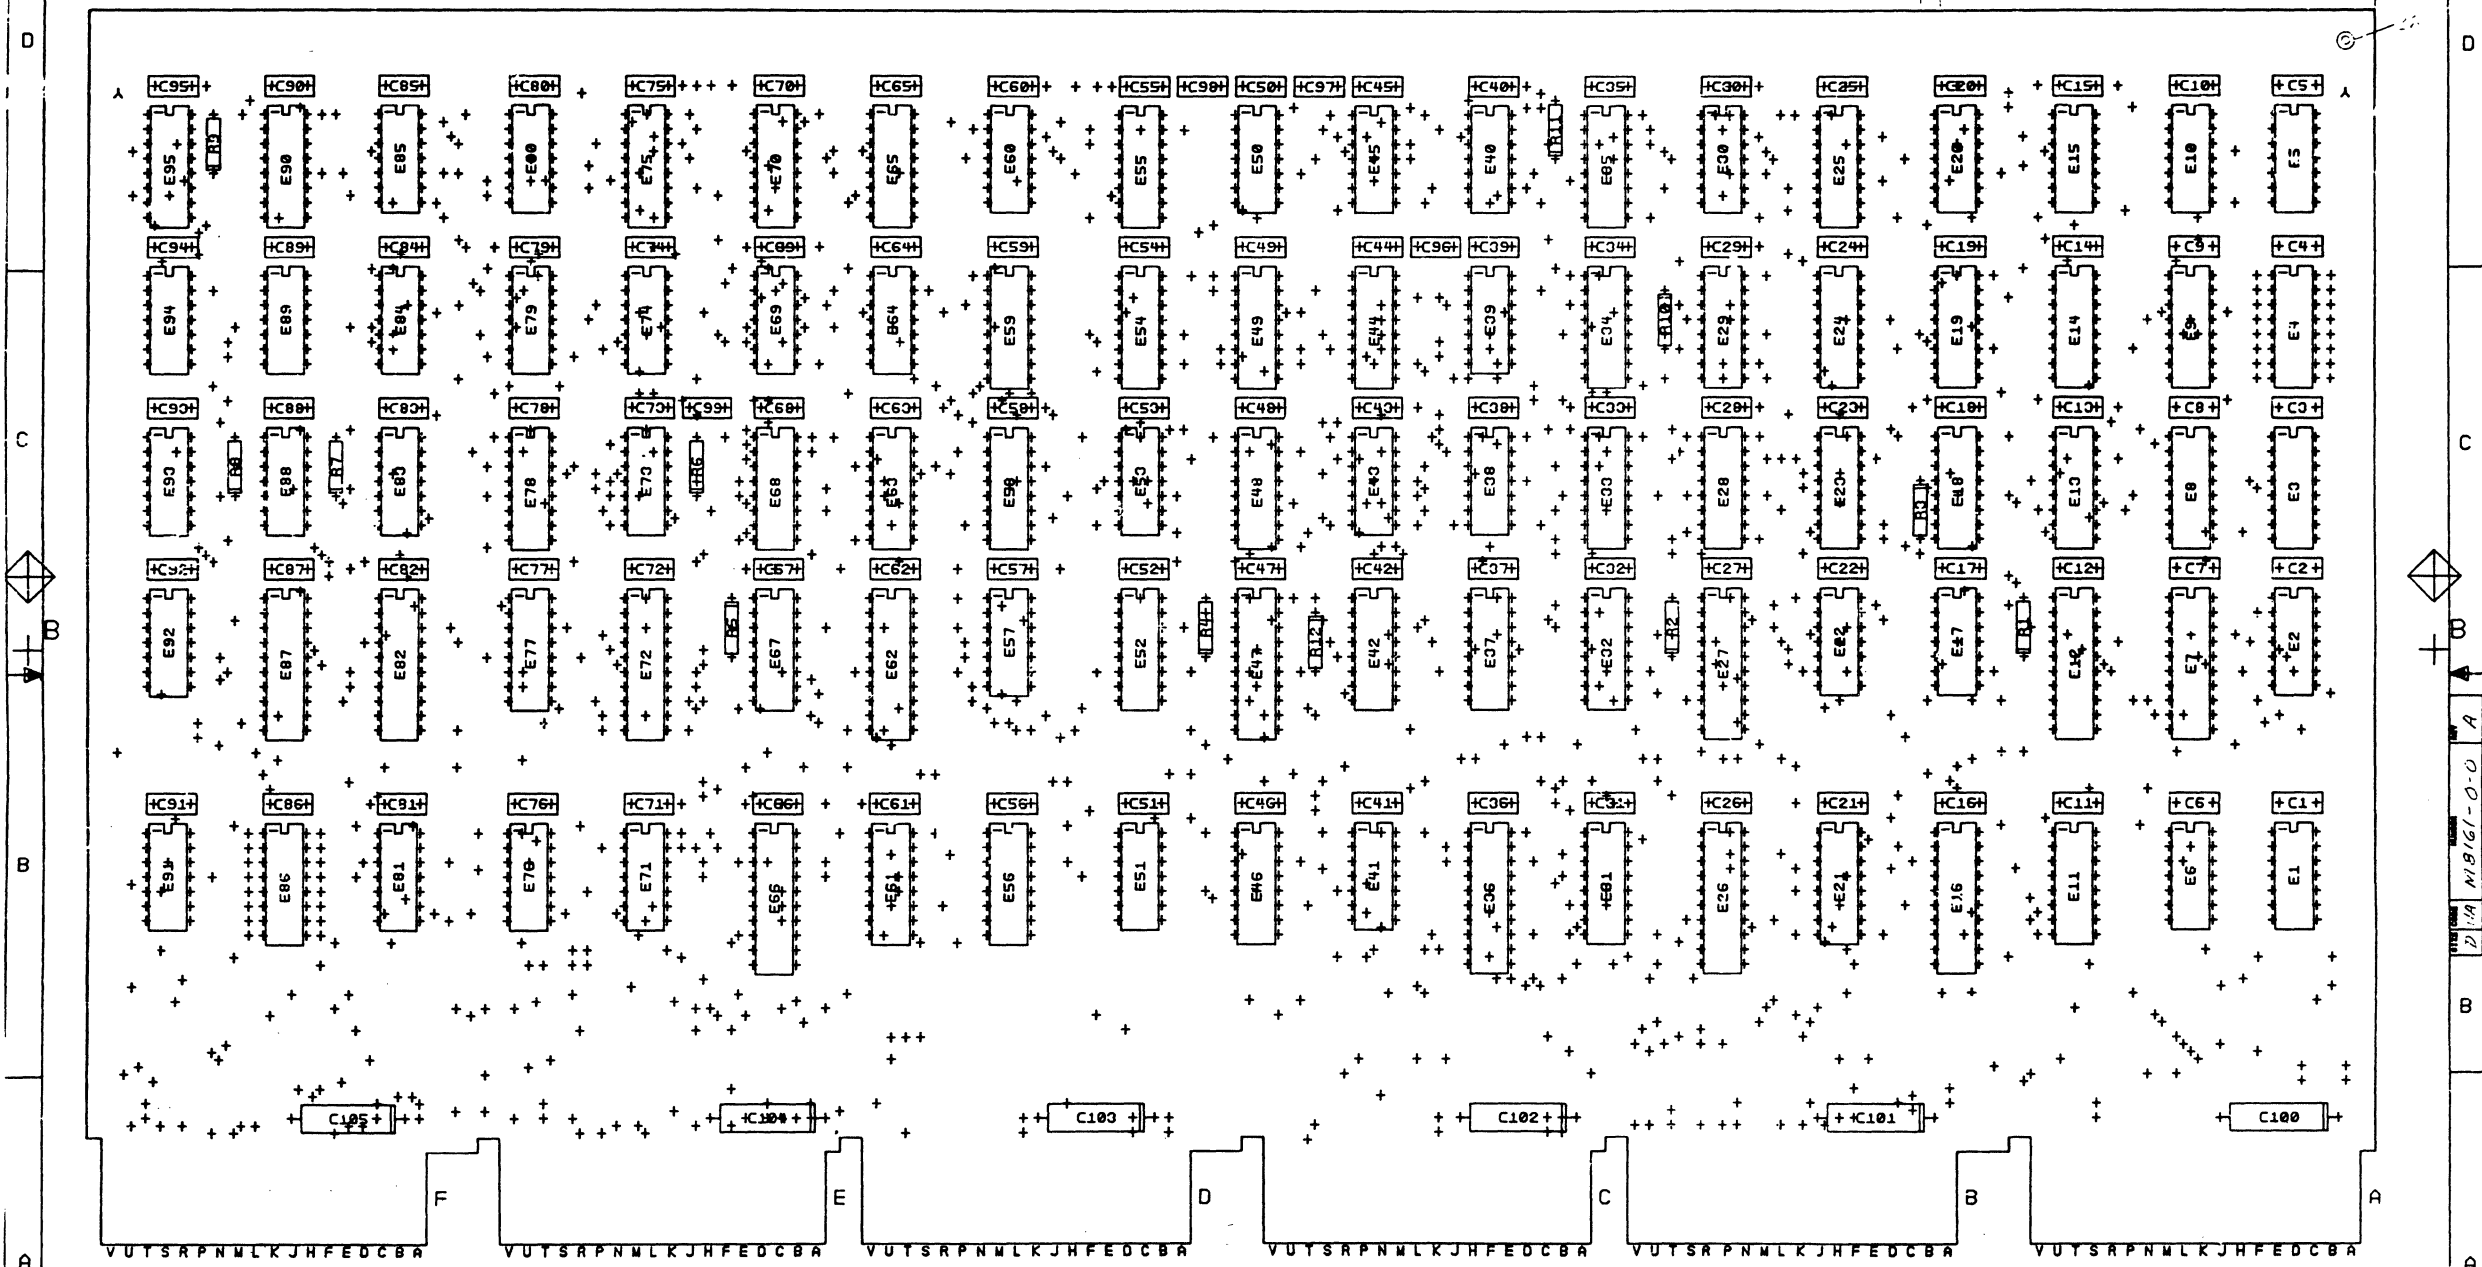 D D
C95 C90 C85 C80 C75 C70 C65 C60 C55 C98 C50 C97 C45 C40 C35 C30 C25 C20 C15 C10 C5
R9 R11
E95 E90 E85 E80 E75 E70 E65 E60 E55 E50 E45 E40 E30 E25 E20 E15 E10 E5
C94 C89 C84 C79 C74 C69 C64 C59 C54 C49 C44 C96 C39 C34 C29 C24 C19 C14 C9 C4
R10
E94 E89 E84 E79 E74 E69 E64 E59 E54 E49 E44 E39 E34 E29 E24 E19 E14 E9 E4
C93 C88 C83 C78 C73 C99 C68 C63 C58 C53 C48 C43 C38 C33 C28 C23 C18 C13 C8 C3
C C
R8 R7 R6 R3
E93 E88 E83 E78 E73 E68 E63 E53 E48 E43 E38 E33 E28 E23 E18 E13 E8 E3
C92 C87 C82 C77 C72 C67 C62 C57 C52 C47 C42 C37 C32 C27 C22 C17 C12 C7 C2
B B
R5 R4 R12 R2 R1
E92 E87 E82 E77 E72 E67 E62 E57 E52 E47 E42 E37 E32 E27 E22 E17 E12 E7 E2
C91 C86 C81 C76 C71 C66 C61 C56 C51 C46 C41 C36 C31 C26 C21 C16 C11 C6 C1
B
E91 E86 E81 E76 E71 E66 E61 E56 E51 E46 E41 E36 E26 E21 E16 E11 E6 E1
M8161-0-0 A
B
C105 C104 C103 C102 C101 C100
F E D C B A
V U T S R P N M L K J H F E D C B A V U T S R P N M L K J H F E D C B A V U T S R P N M L K J H F E D C B A V U T S R P N M L K J H F E D C B A V U T S R P N M L K J H F E D C B A V U T S R P N M L K J H F E D C B A
A A